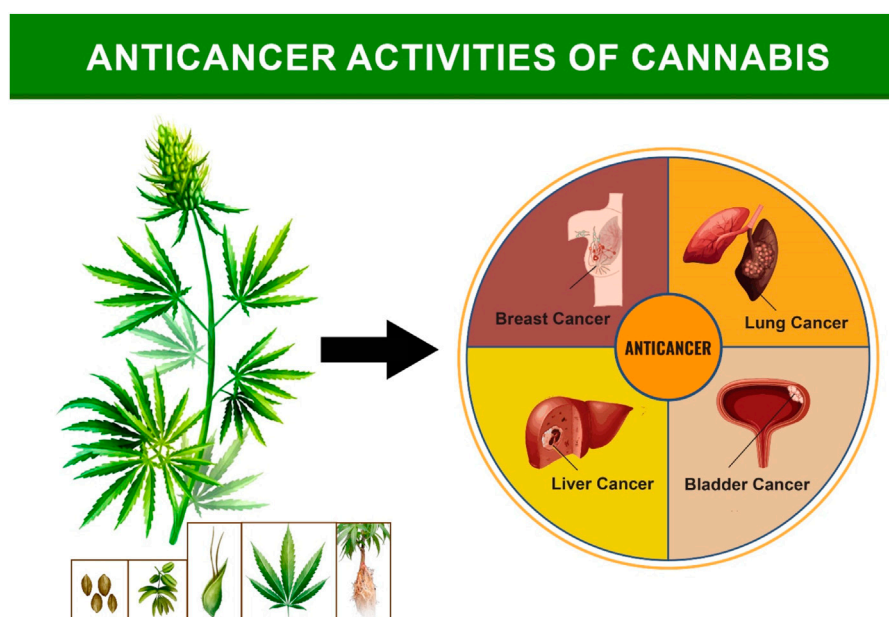 ANTICANCER ACTIVITIES OF CANNABIS
Breast Cancer
Lung Cancer
ANTICANCER
Liver Cancer
Bladder Cancer